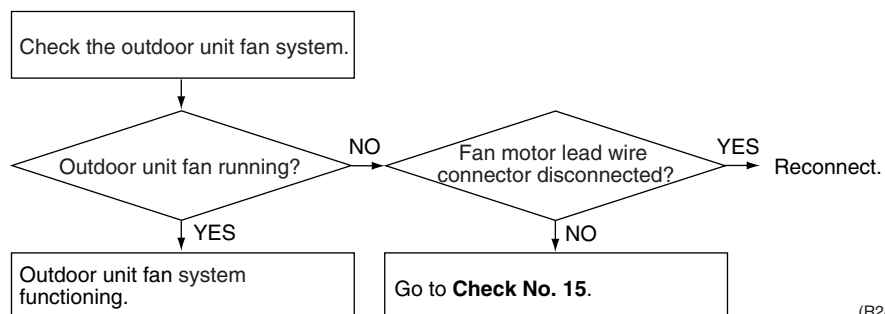 Check the outdoor unit fan system.
Outdoor unit fan running?
NO
Fan motor lead wire
connector disconnected?
YES
Reconnect.
YES
NO
Outdoor unit fan system
functioning.
Go to Check No. 15.